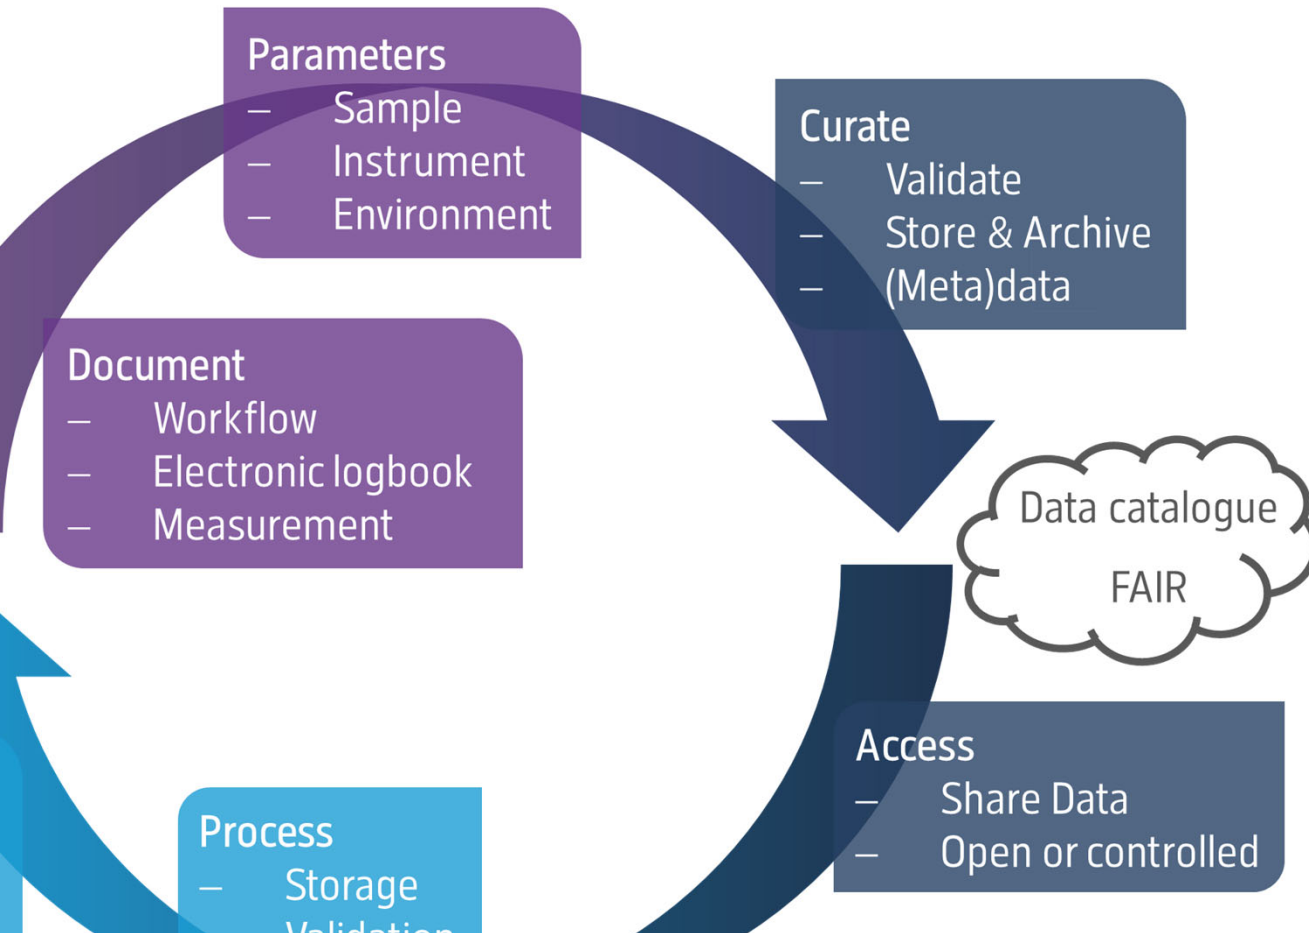 Parameters
– Sample
– Instrument
– Environment
Curate
– Validate
– Store & Archive
– (Meta)data
Document
– Workflow
– Electronic logbook
– Measurement
Data catalogue
FAIR
Access
– Share Data
– Open or controlled
Process
– Storage
Validation